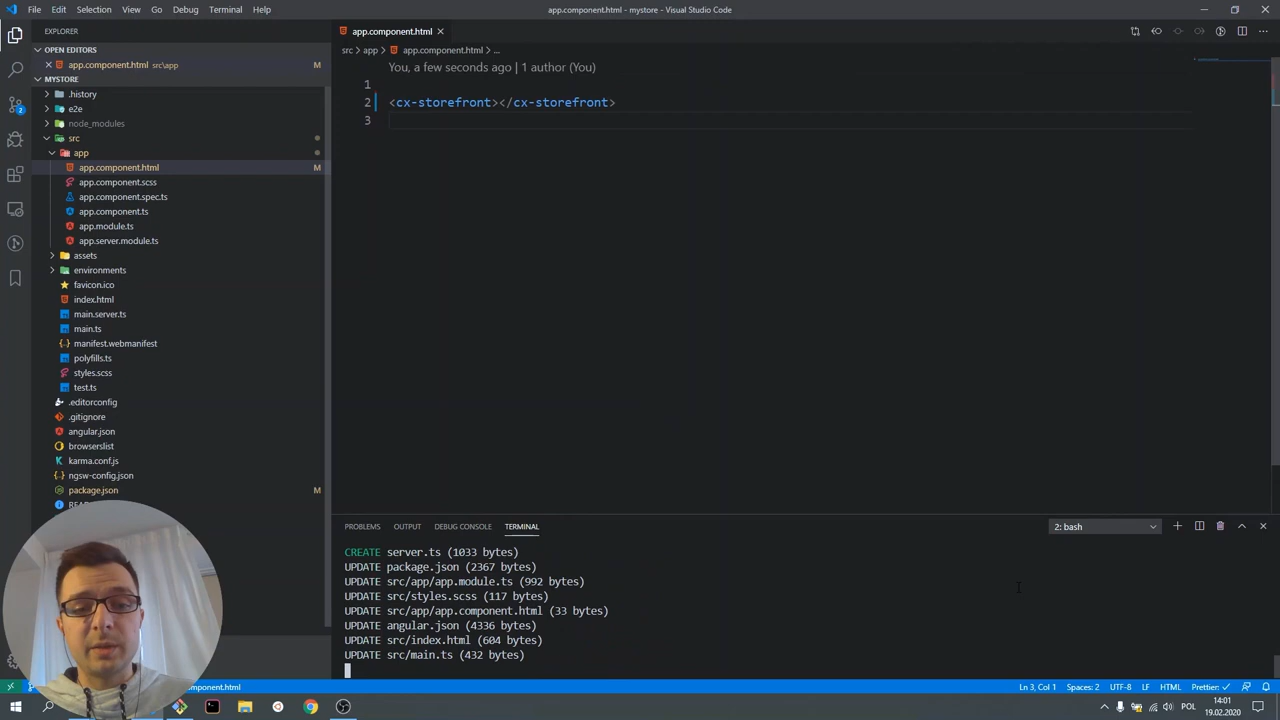 File Edit Selection View Go Debug Terminal Help
app.component.html - mystore - Visual Studio Code
EXPLORER
OPEN EDITORS
app.component.html src\app M
MYSTORE
.history
e2e
node_modules
src
app
app.component.html M
app.component.scss
app.component.spec.ts
app.component.ts
app.module.ts
app.server.module.ts
assets
environments
favicon.ico
index.html
main.server.ts
main.ts
manifest.webmanifest
polyfills.ts
styles.scss
test.ts
.editorconfig
.gitignore
angular.json
browserslist
karma.conf.js
ngsw-config.json
package.json M
2
app.component.html
src > app > app.component.html > ...
You, a few seconds ago | 1 author (You)
1
2 <cx-storefront></cx-storefront>
3
PROBLEMS OUTPUT DEBUG CONSOLE TERMINAL
2: bash
CREATE server.ts (1033 bytes)
UPDATE package.json (2367 bytes)
UPDATE src/app/app.module.ts (992 bytes)
UPDATE src/styles.scss (117 bytes)
UPDATE src/app/app.component.html (33 bytes)
UPDATE angular.json (4336 bytes)
UPDATE src/index.html (604 bytes)
UPDATE src/main.ts (432 bytes)
Ln 3, Col 1 Spaces: 2 UTF-8 LF HTML Prettier: ✓
POL
14:01
19.02.2020